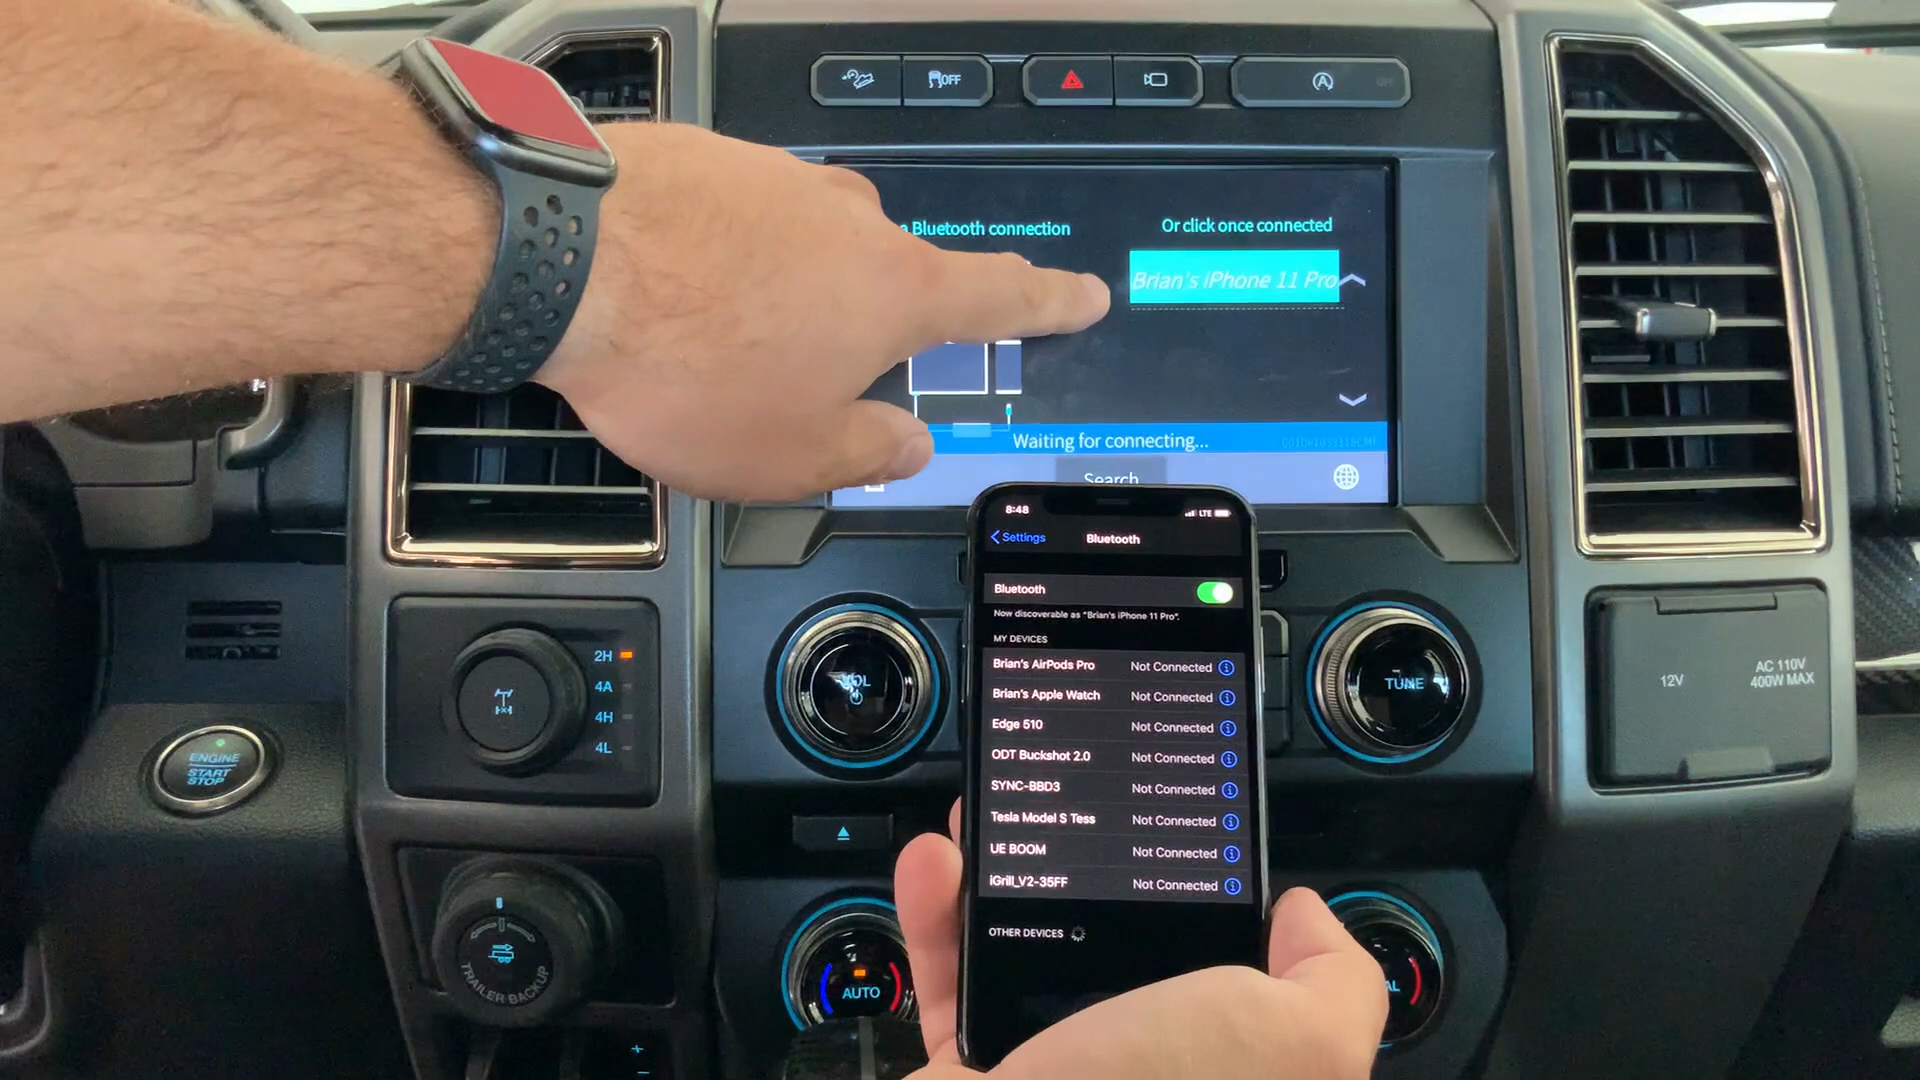 OFF
OFF
a Bluetooth connection
Or click once connected
Brian's iPhone 11 Pro
Waiting for connecting...
Search
8:48
LTE
Settings
Bluetooth
Bluetooth
Now discoverable as "Brian's iPhone 11 Pro".
MY DEVICES
Brian's AirPods Pro Not Connected
Brian's Apple Watch Not Connected
Edge 510 Not Connected
ODT Buckshot 2.0 Not Connected
SYNC-BBD3 Not Connected
Tesla Model S Tess Not Connected
UE BOOM Not Connected
iGrill_V2-35FF Not Connected
OTHER DEVICES
2H
4A
4H
4L
VOL
TUNE
12V
AC 110V
400W MAX
ENGINE
START
STOP
TRAILER BACKUP
AUTO